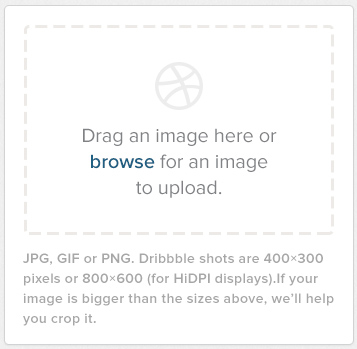 Drag an image here or
browse for an image
to upload.
JPG, GIF or PNG. Dribbble shots are 400×300
pixels or 800×600 (for HiDPI displays).If your
image is bigger than the sizes above, we’ll help
you crop it.